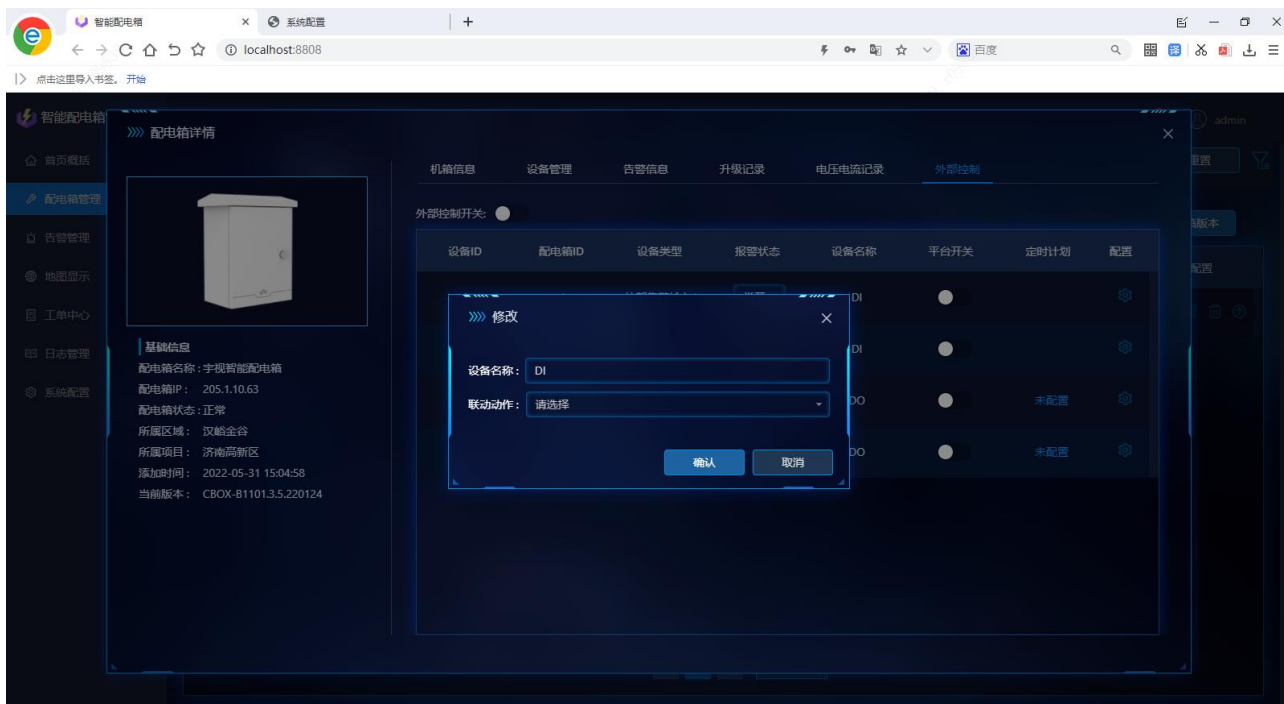 智能配电箱
系统配置
localhost:8808
百度
点击这里导入书签。 开始
智能配电箱
admin
首页概括
配电箱管理
告警管理
地图显示
工单中心
日志管理
系统配置
配电箱详情
基础信息
配电箱名称：宇视智能配电箱
配电箱IP： 205.1.10.63
配电箱状态：正常
所属区域： 汉峪金谷
所属项目： 济南高新区
添加时间： 2022-05-31 15:04:58
当前版本： CBOX-B1101.3.5.220124
机箱信息 设备管理 告警信息 升级记录 电压电流记录 外部控制
外部控制开关:
设备ID 配电箱ID 设备类型 报警状态 设备名称 平台开关 定时计划 配置
DI
DI
DO 未配置
DO 未配置
修改
设备名称： DI
联动动作： 请选择
确认 取消
重置
版本
配置